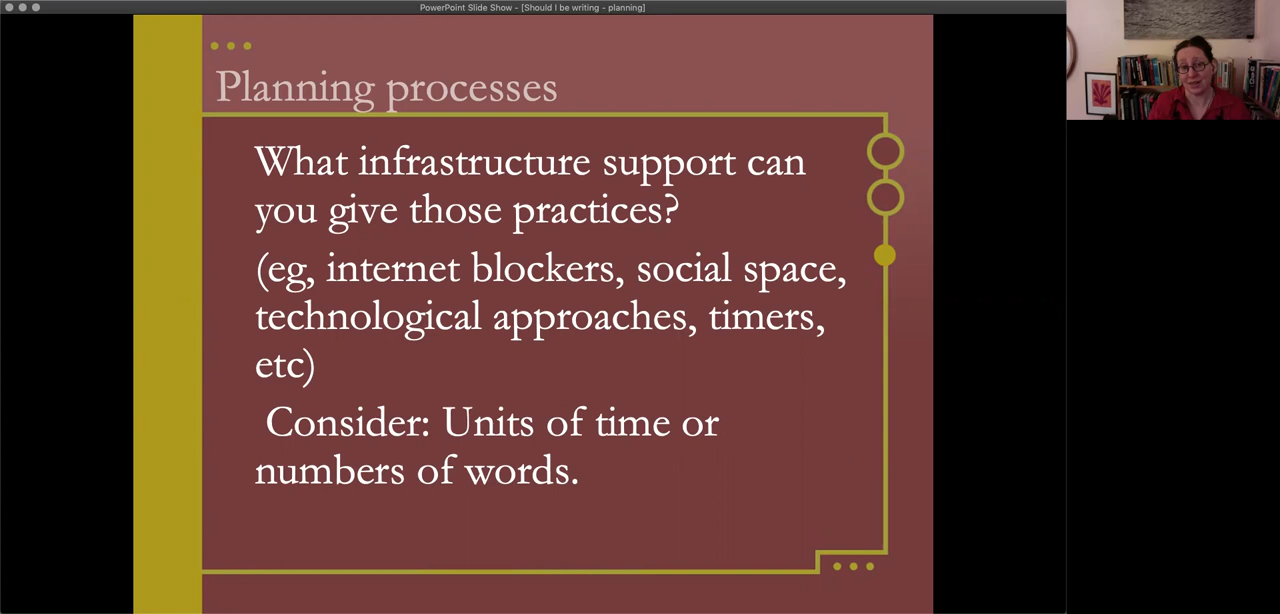 PowerPoint Slide Show - [Should I be writing - planning]
Planning processes
What infrastructure support can
you give those practices?
(eg, internet blockers, social space,
technological approaches, timers,
etc)
Consider: Units of time or
numbers of words.